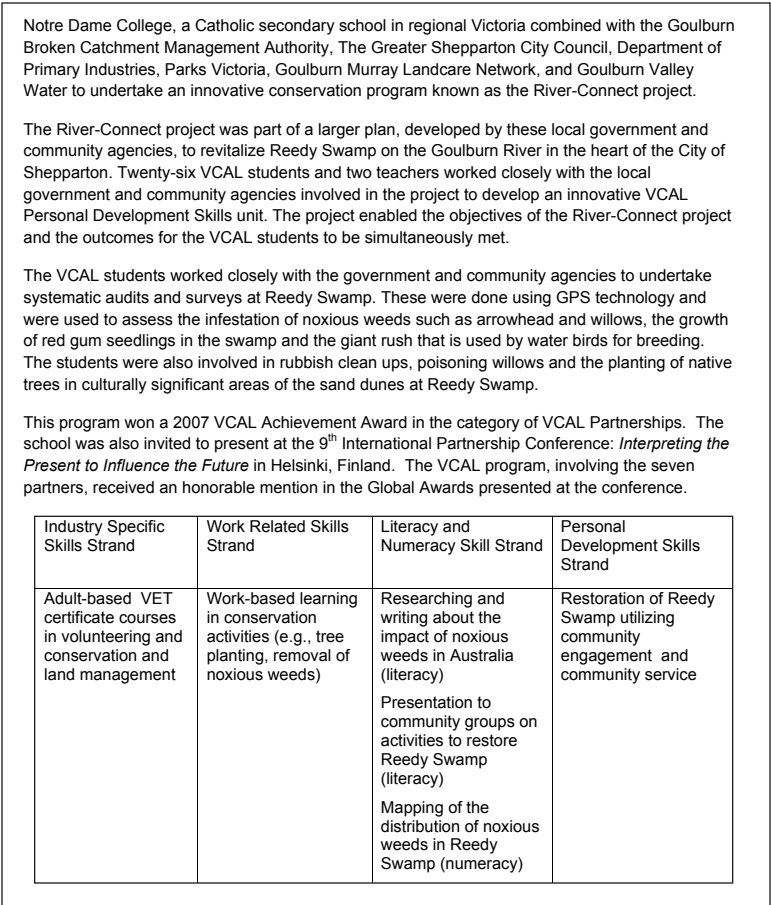 Notre Dame College, a Catholic secondary school in regional Victoria combined with the Goulburn
Broken Catchment Management Authority, The Greater Shepparton City Council, Department of
Primary Industries, Parks Victoria, Goulburn Murray Landcare Network, and Goulburn Valley
Water to undertake an innovative conservation program known as the River-Connect project.
The River-Connect project was part of a larger plan, developed by these local government and
community agencies, to revitalize Reedy Swamp on the Goulburn River in the heart of the City of
Shepparton. Twenty-six VCAL students and two teachers worked closely with the local
government and community agencies involved in the project to develop an innovative VCAL
Personal Development Skills unit. The project enabled the objectives of the River-Connect project
and the outcomes for the VCAL students to be simultaneously met.
The VCAL students worked closely with the government and community agencies to undertake
systematic audits and surveys at Reedy Swamp. These were done using GPS technology and
were used to assess the infestation of noxious weeds such as arrowhead and willows, the growth
of red gum seedlings in the swamp and the giant rush that is used by water birds for breeding.
The students were also involved in rubbish clean ups, poisoning willows and the planting of native
trees in culturally significant areas of the sand dunes at Reedy Swamp.
This program won a 2007 VCAL Achievement Award in the category of VCAL Partnerships. The
school was also invited to present at the 9th International Partnership Conference: Interpreting the
Present to Influence the Future in Helsinki, Finland. The VCAL program, involving the seven
partners, received an honorable mention in the Global Awards presented at the conference.
Industry Specific
Skills Strand
Work Related Skills
Strand
Literacy and
Numeracy Skill Strand
Personal
Development Skills
Strand
Adult-based VET
certificate courses
in volunteering and
conservation and
land management
Work-based learning
in conservation
activities (e.g., tree
planting, removal of
noxious weeds)
Researching and
writing about the
impact of noxious
weeds in Australia
(literacy)
Presentation to
community groups on
activities to restore
Reedy Swamp
(literacy)
Mapping of the
distribution of noxious
weeds in Reedy
Swamp (numeracy)
Restoration of Reedy
Swamp utilizing
community
engagement and
community service